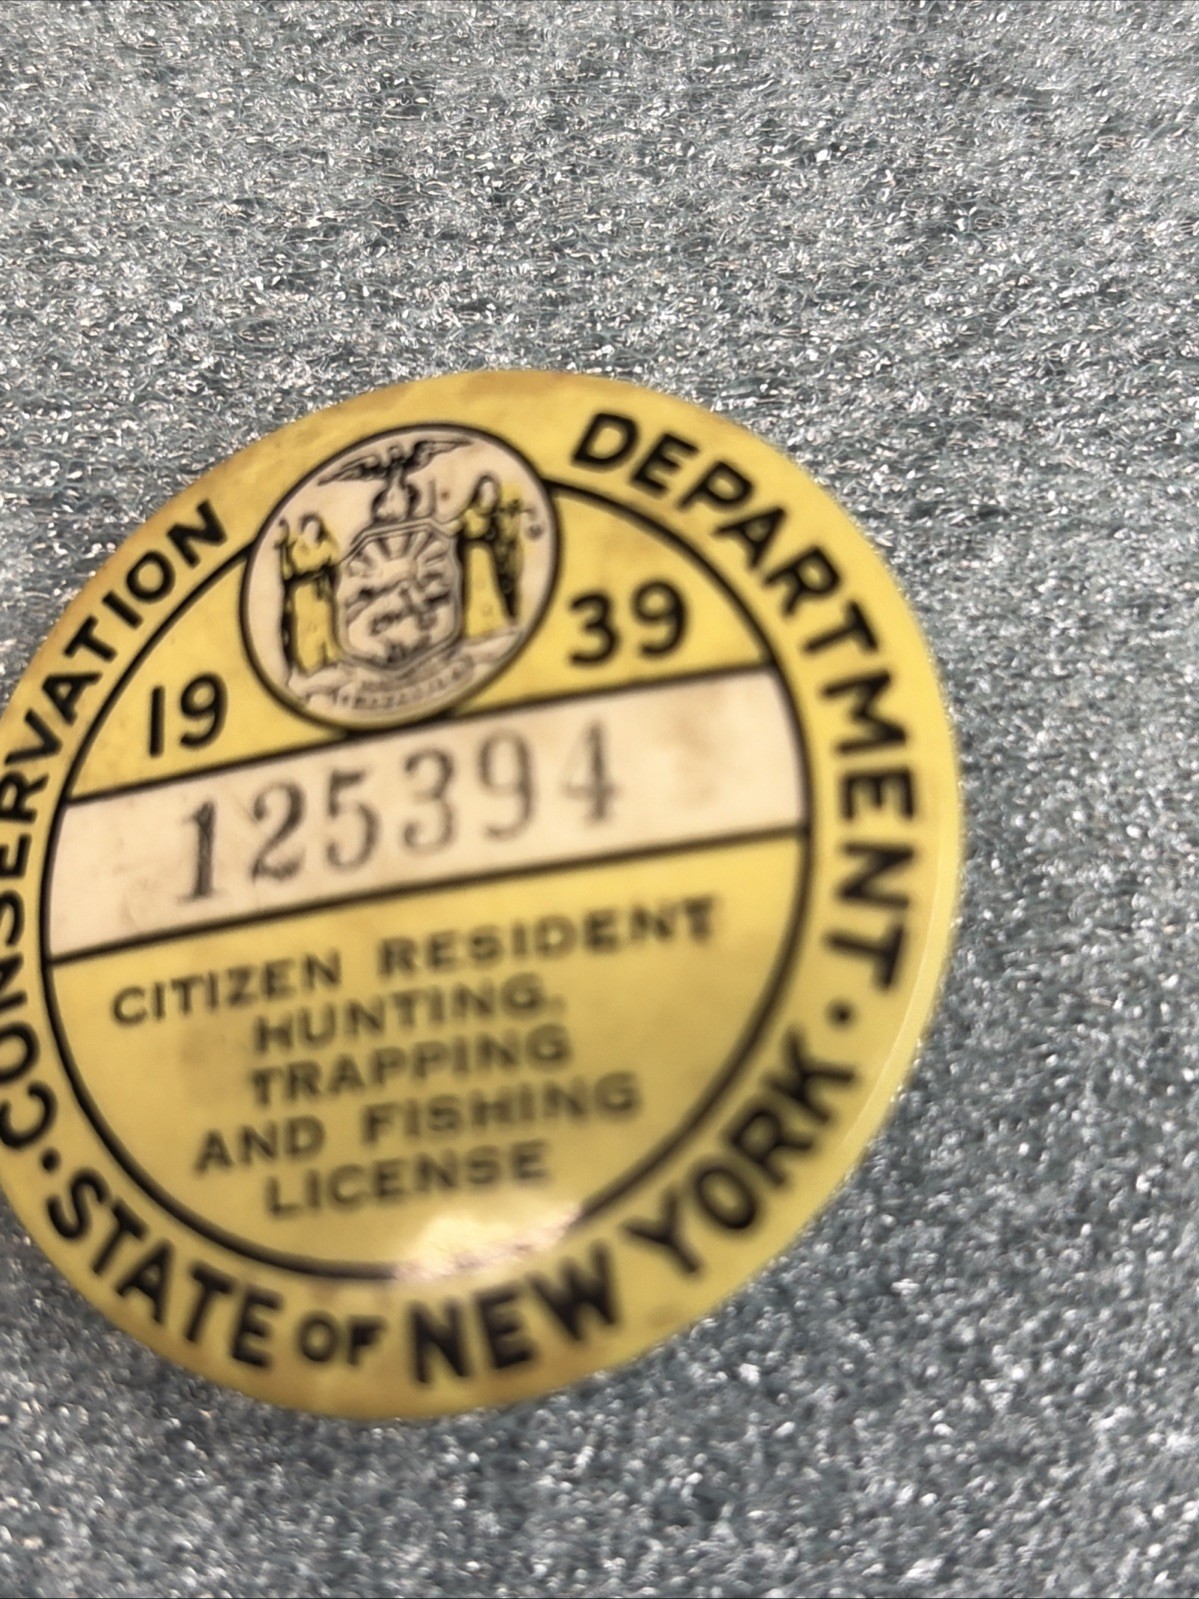 CONSERVATION DEPARTMENT
19 39
125394
CITIZEN RESIDENT
HUNTING,
TRAPPING
AND FISHING
LICENSE
· STATE OF NEW YORK ·